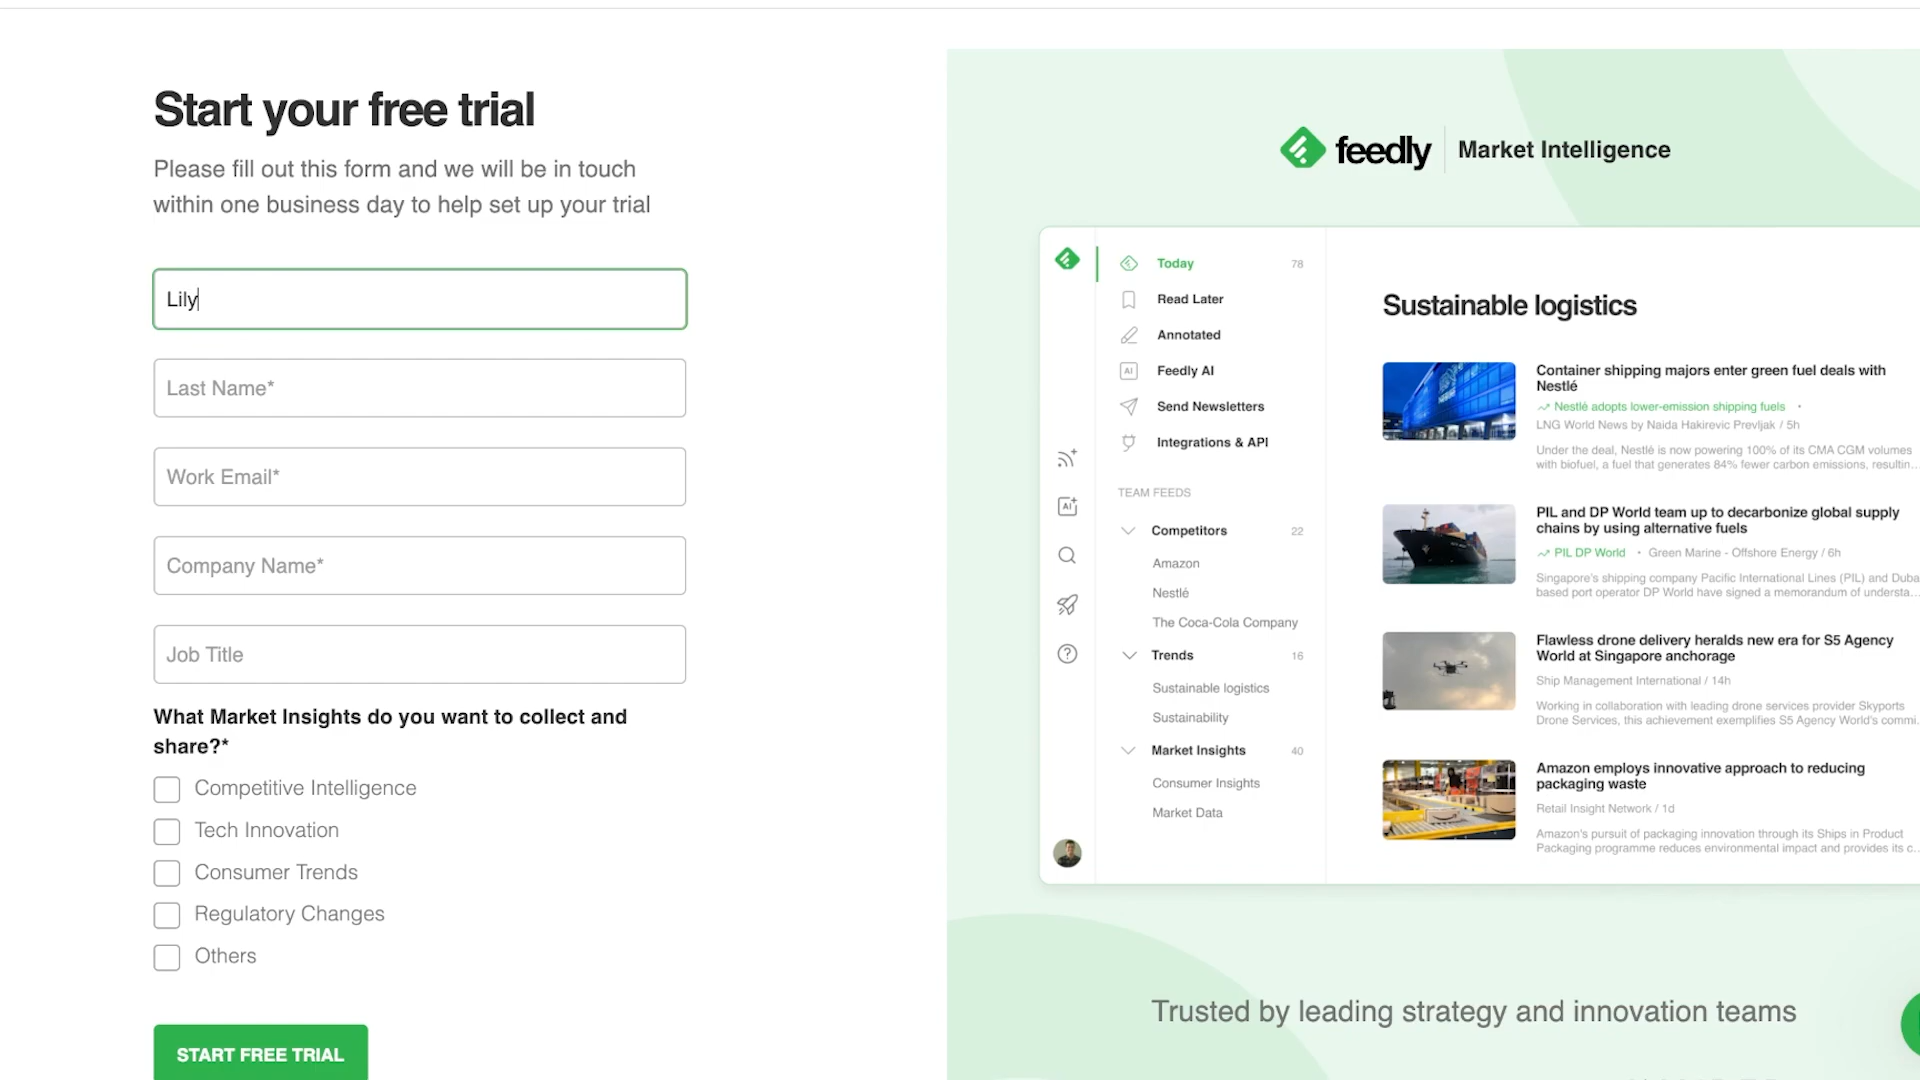 Start your free trial
Please fill out this form and we will be in touch
within one business day to help set up your trial
Lily
Last Name*
Work Email*
Company Name*
Job Title
What Market Insights do you want to collect and
share?*
Competitive Intelligence
Tech Innovation
Consumer Trends
Regulatory Changes
Others
START FREE TRIAL
feedly
Market Intelligence
Today 78
Read Later
Annotated
AI Feedly AI
Send Newsletters
Integrations & API
AI
TEAM FEEDS
Competitors 22
Amazon
Nestlé
The Coca-Cola Company
Trends 16
Sustainable logistics
Sustainability
Market Insights 40
Consumer Insights
Market Data
Sustainable logistics
Container shipping majors enter green fuel deals with
Nestlé
Nestlé adopts lower-emission shipping fuels •
LNG World News by Naida Hakirevic Prevljak / 5h
Under the deal, Nestlé is now powering 100% of its CMA CGM volumes
with biofuel, a fuel that generates 84% fewer carbon emissions, resultin...
PIL and DP World team up to decarbonize global supply
chains by using alternative fuels
PIL DP World • Green Marine - Offshore Energy / 6h
Singapore's shipping company Pacific International Lines (PIL) and Duba
based port operator DP World have signed a memorandum of understa...
Flawless drone delivery heralds new era for S5 Agency
World at Singapore anchorage
Ship Management International / 14h
Working in collaboration with leading drone services provider Skyports
Drone Services, this achievement exemplifies S5 Agency World's commi.
Amazon employs innovative approach to reducing
packaging waste
Retail Insight Network / 1d
Amazon's pursuit of packaging innovation through its Ships in Product
Packaging programme reduces environmental impact and provides its c...
Trusted by leading strategy and innovation teams